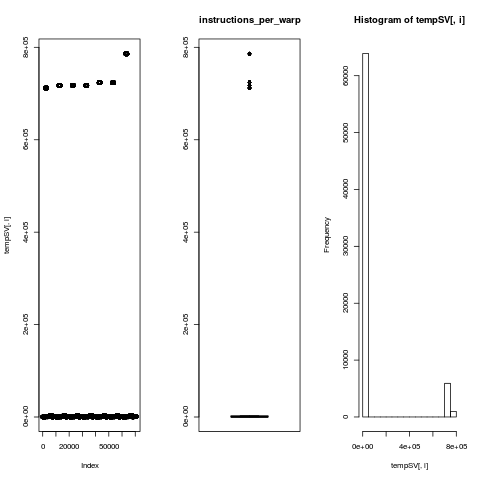 instructions_per_warp
Histogram of tempSV[, i]
tempSV[, i]
0e+00
2e+05
4e+05
6e+05
8e+05
0
20000
50000
Index
0e+00
2e+05
4e+05
6e+05
8e+05
Frequency
0
10000
20000
30000
40000
50000
60000
0e+00
4e+05
8e+05
tempSV[, i]